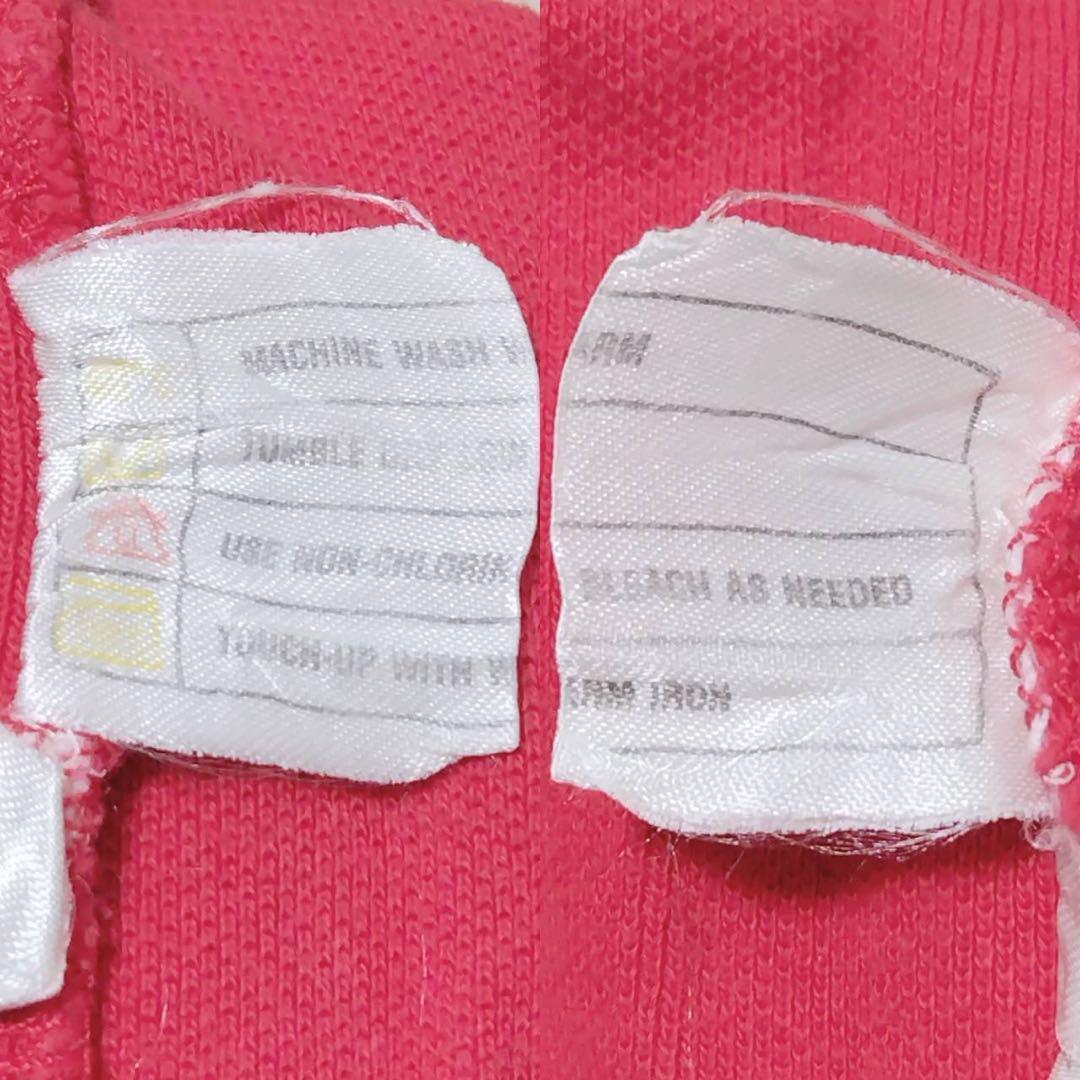 MACHINE WASH W
TUMBLE
USE NON-CHLORIN
TOUCH-UP WITH W
ARM
BLEACH AS NEEDED
ARM IRON